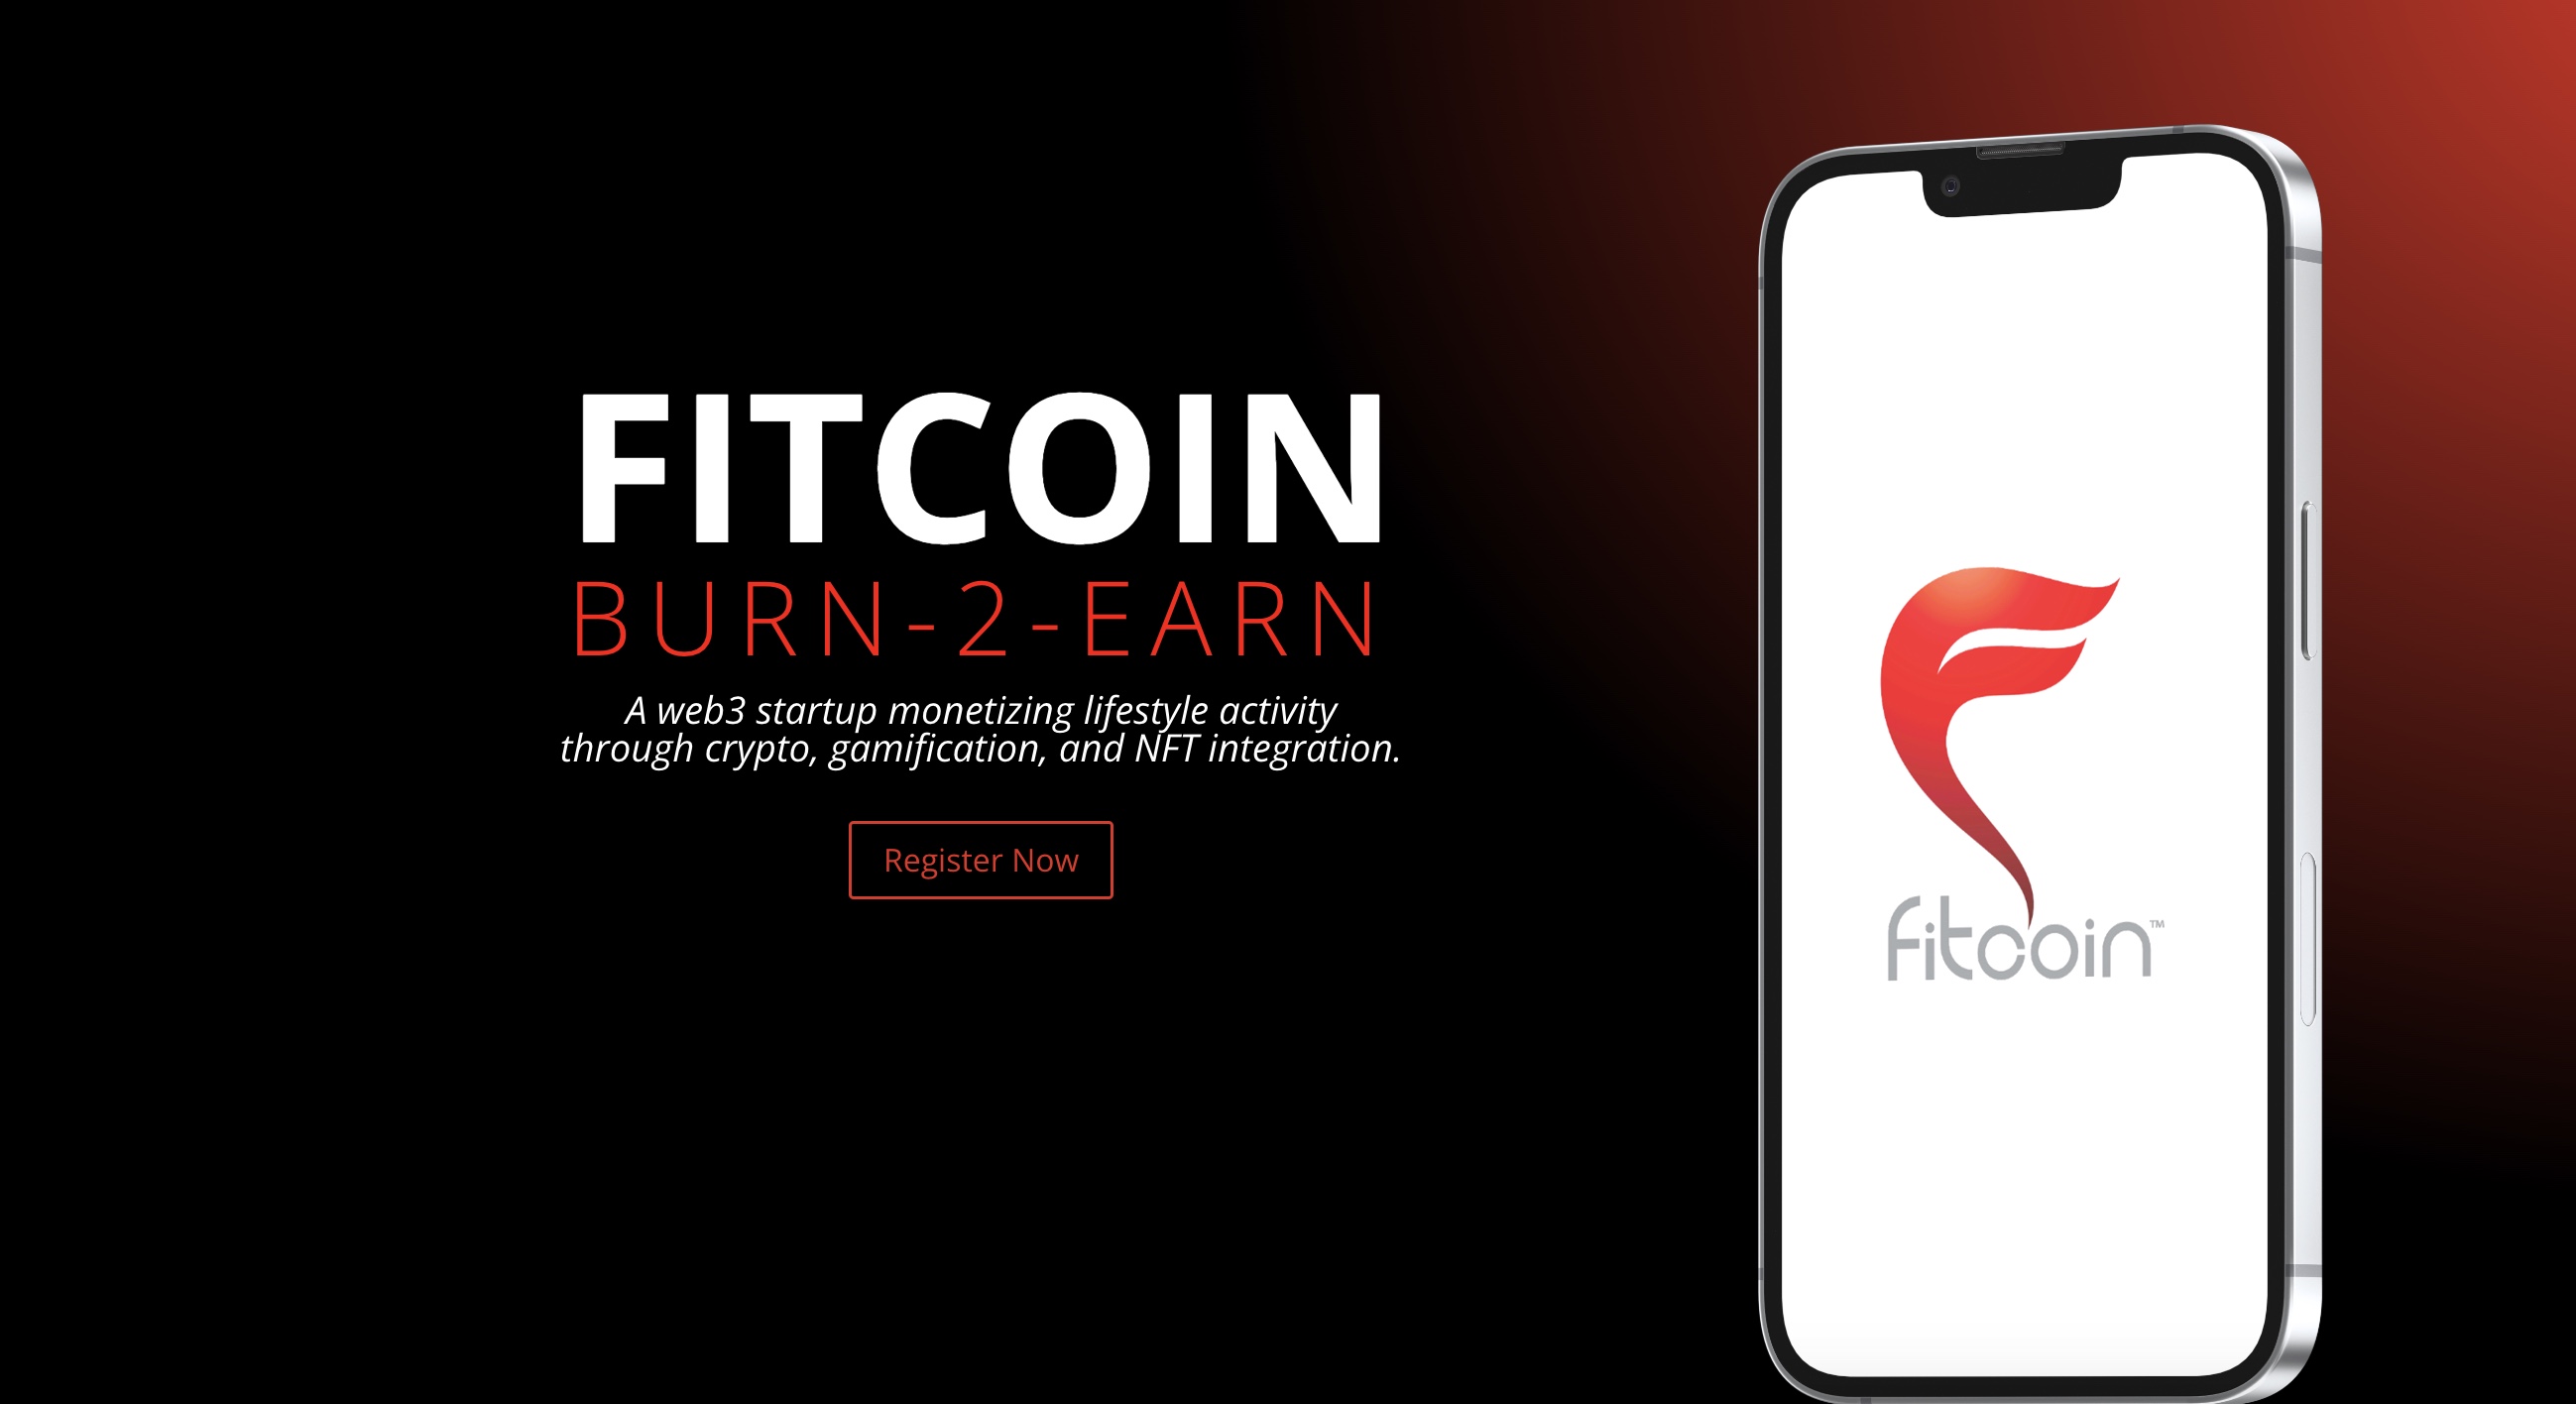 FITCOIN
BURN-2-EARN
A web3 startup monetizing lifestyle activity
through crypto, gamification, and NFT integration.
Register Now
fitcoin™